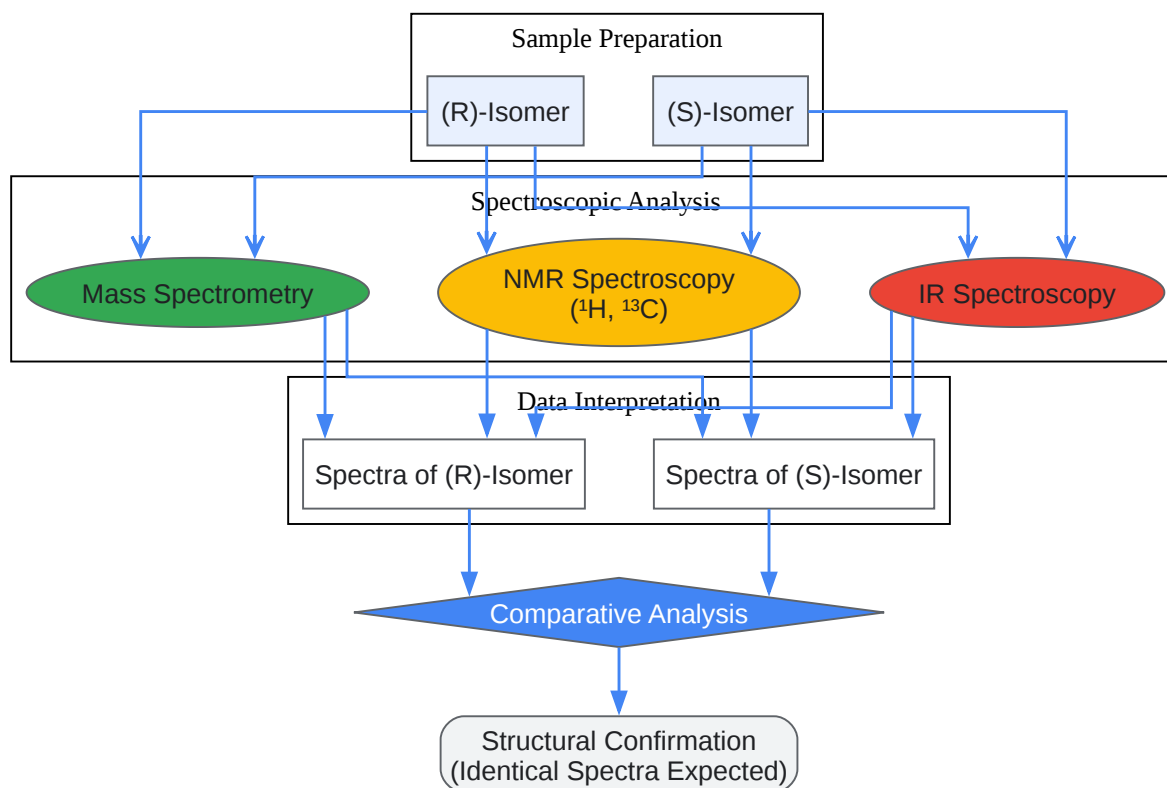 Sample Preparation
(R)-Isomer
(S)-Isomer
Spectroscopic Analysis
Mass Spectrometry
NMR Spectroscopy
(¹H, ¹³C)
IR Spectroscopy
Data Interpretation
Spectra of (R)-Isomer
Spectra of (S)-Isomer
Comparative Analysis
Structural Confirmation
(Identical Spectra Expected)